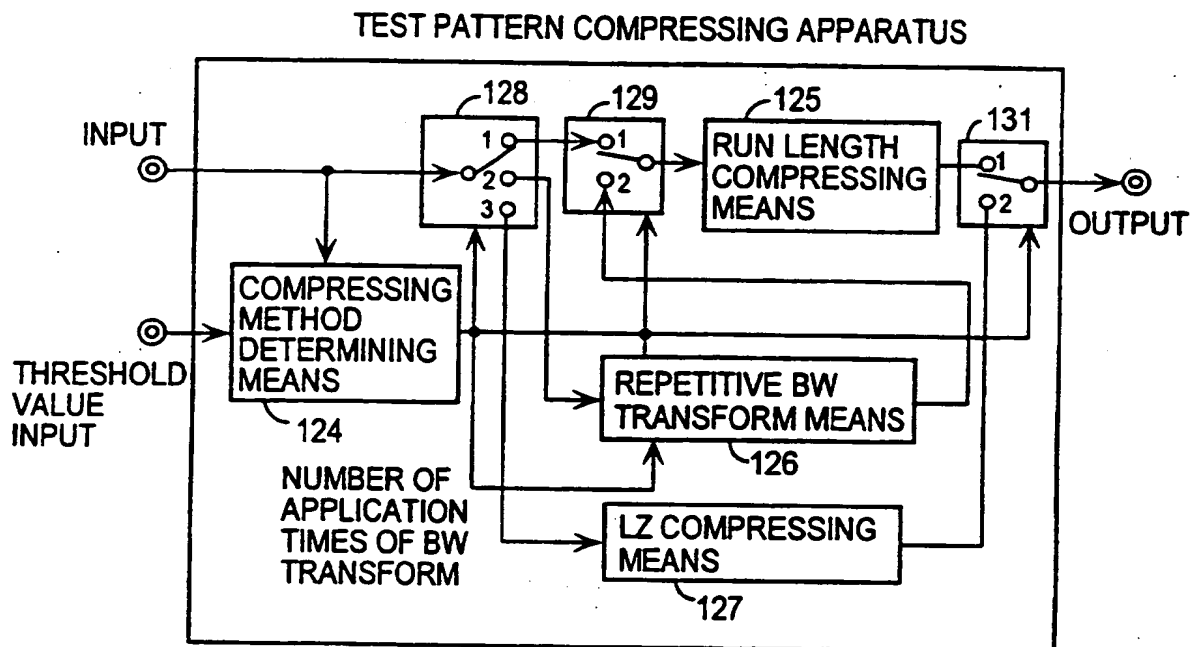 TEST PATTERN COMPRESSING APPARATUS
128
129
125
131
INPUT
1
2
3
1
2
RUN LENGTH
COMPRESSING
MEANS
1
2
OUTPUT
COMPRESSING
METHOD
DETERMINING
MEANS
THRESHOLD
VALUE
INPUT
124
REPETITIVE BW
TRANSFORM MEANS
126
NUMBER OF
APPLICATION
TIMES OF BW
TRANSFORM
LZ COMPRESSING
MEANS
127